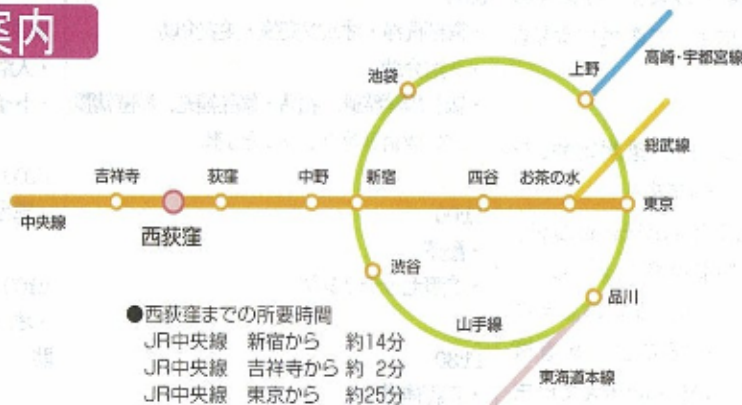 案内
池袋
上野
高崎・宇都宮線
総武線
吉祥寺
荻窪
中野
新宿
四谷
お茶の水
東京
中央線
西荻窪
渋谷
品川
山手線
東海道本線
●西荻窪までの所要時間
JR中央線 新宿から 約14分
JR中央線 吉祥寺から 約 2分
JR中央線 東京から 約25分